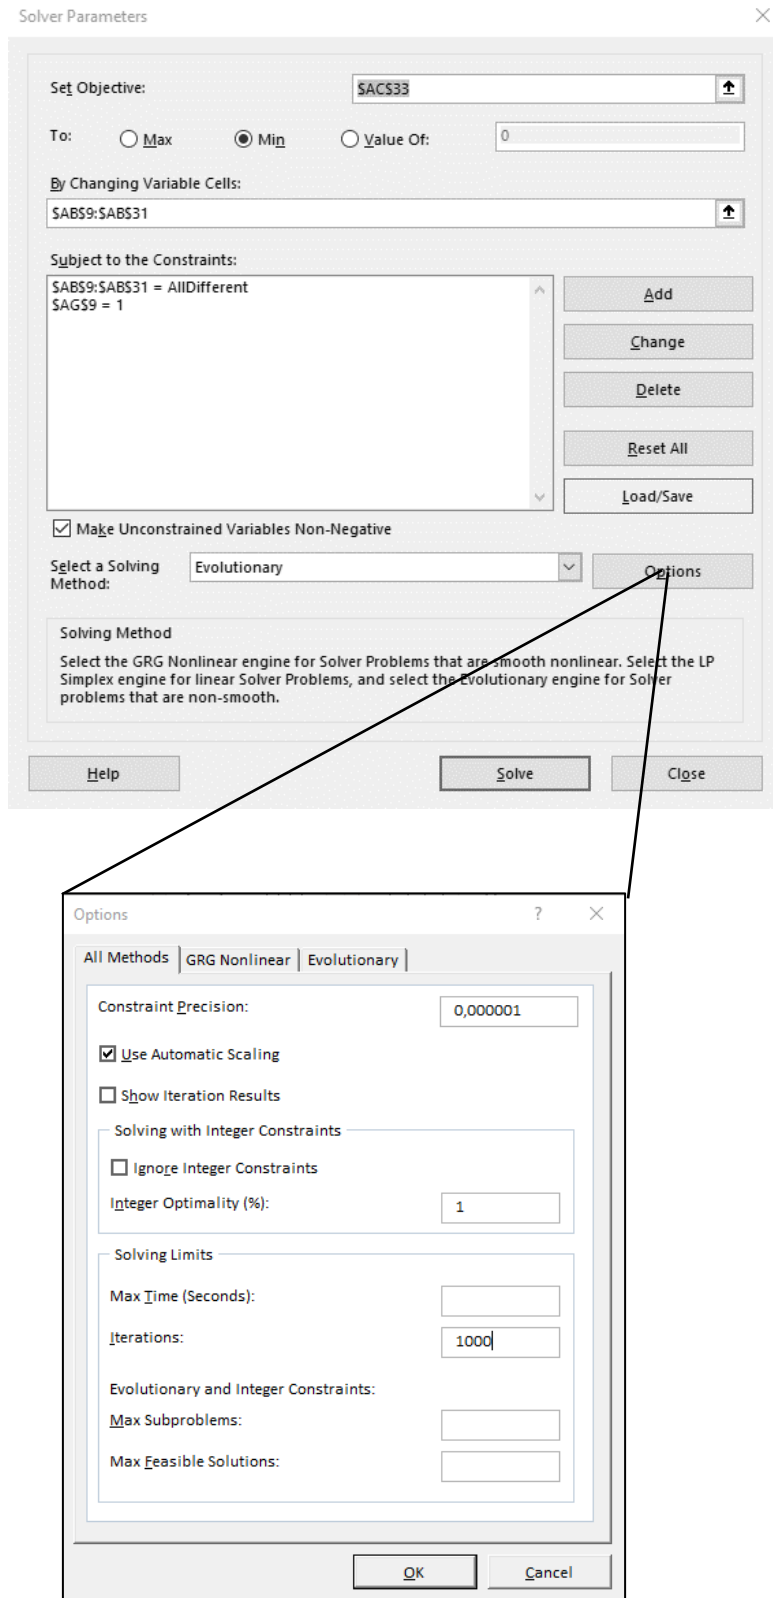 Solver Parameters
Set Objective: $AC$33
To: Max Min Value Of: 0
By Changing Variable Cells:
$AB$9:$AB$31
Subject to the Constraints:
$AB$9:$AB$31 = AllDifferent
$AG$9 = 1
Add
Change
Delete
Reset All
Load/Save
Make Unconstrained Variables Non-Negative
Select a Solving
Method:
Evolutionary
Options
Solving Method
Select the GRG Nonlinear engine for Solver Problems that are smooth nonlinear. Select the LP
Simplex engine for linear Solver Problems, and select the Evolutionary engine for Solver
problems that are non-smooth.
Help Solve Close
Options ?
All Methods GRG Nonlinear Evolutionary
Constraint Precision: 0,000001
Use Automatic Scaling
Show Iteration Results
Solving with Integer Constraints
Ignore Integer Constraints
Integer Optimality (%): 1
Solving Limits
Max Time (Seconds):
Iterations: 1000
Evolutionary and Integer Constraints:
Max Subproblems:
Max Feasible Solutions:
OK Cancel